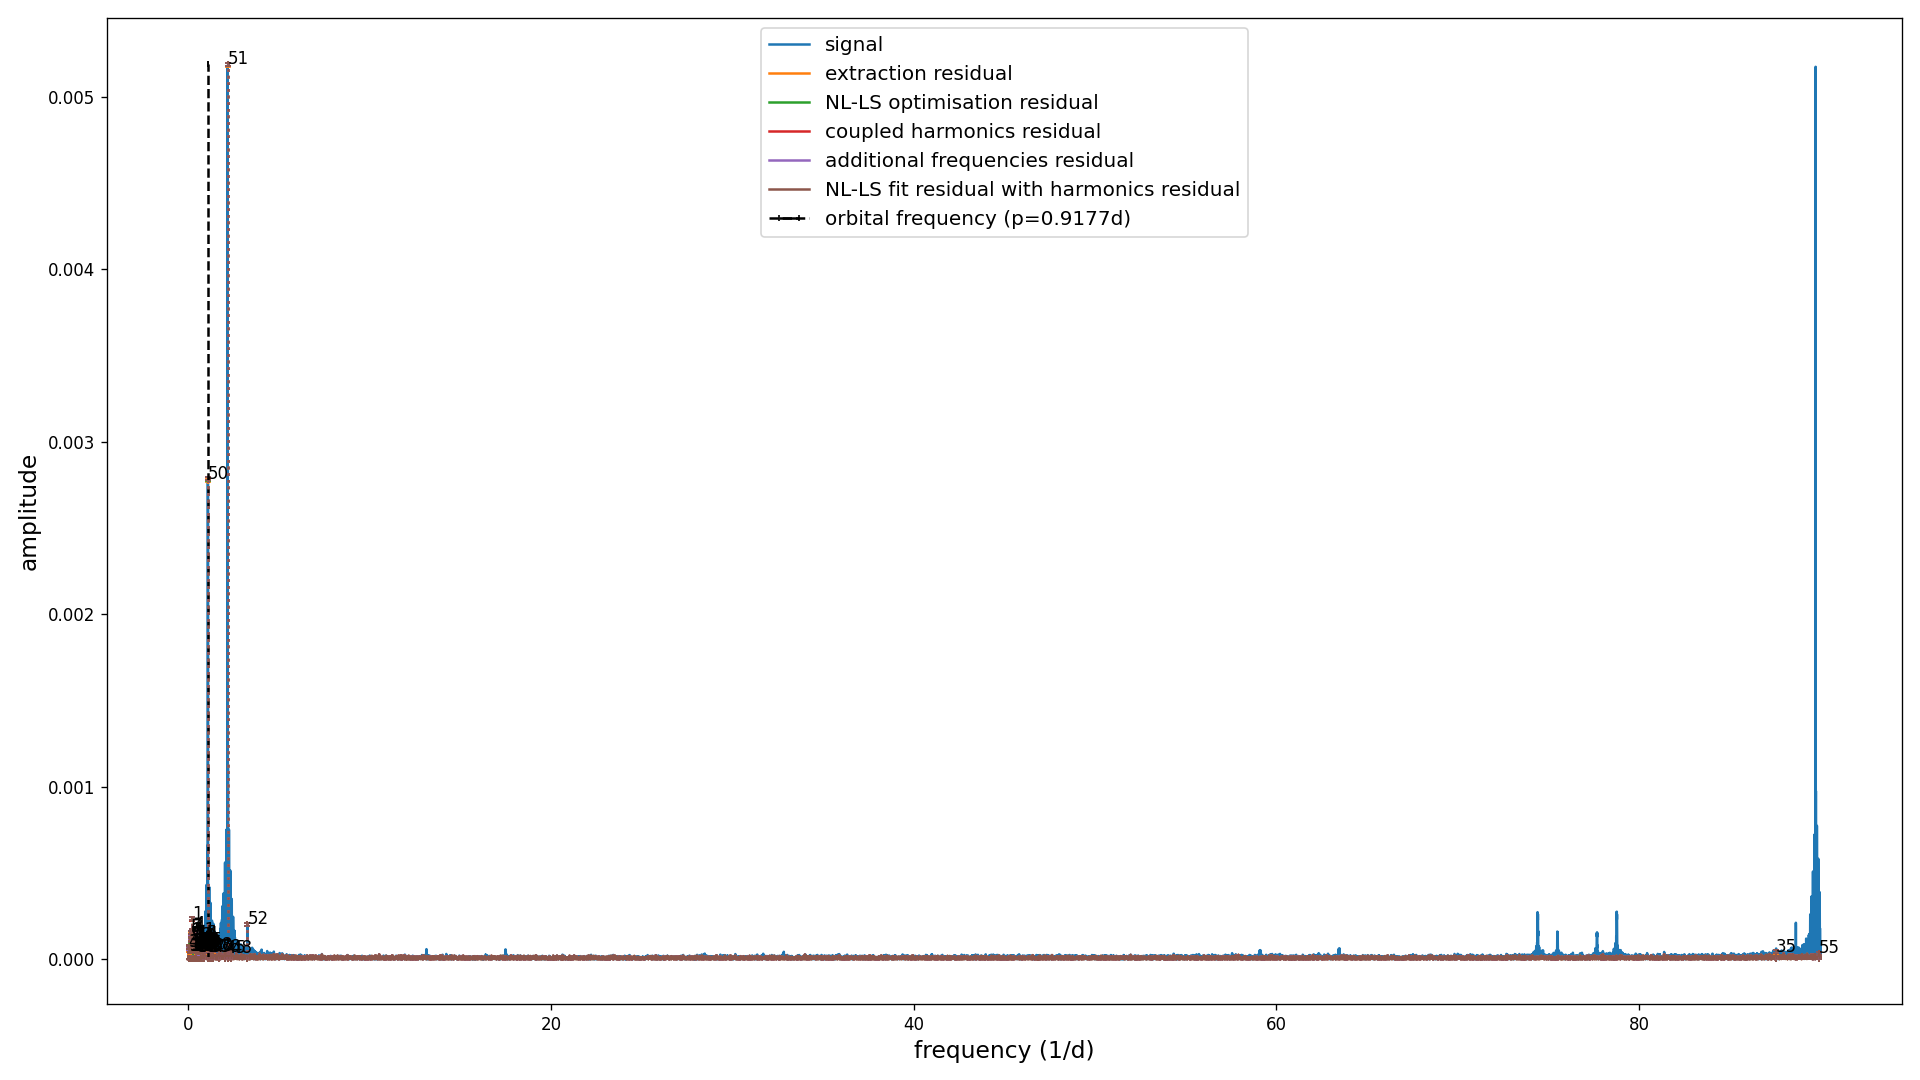 signal
extraction residual
NL-LS optimisation residual
coupled harmonics residual
additional frequencies residual
NL-LS fit residual with harmonics residual
orbital frequency (p=0.9177d)
51
50
1
52
35
55
0.005
0.004
0.003
0.002
0.001
0.000
amplitude
0 20 40 60 80
frequency (1/d)